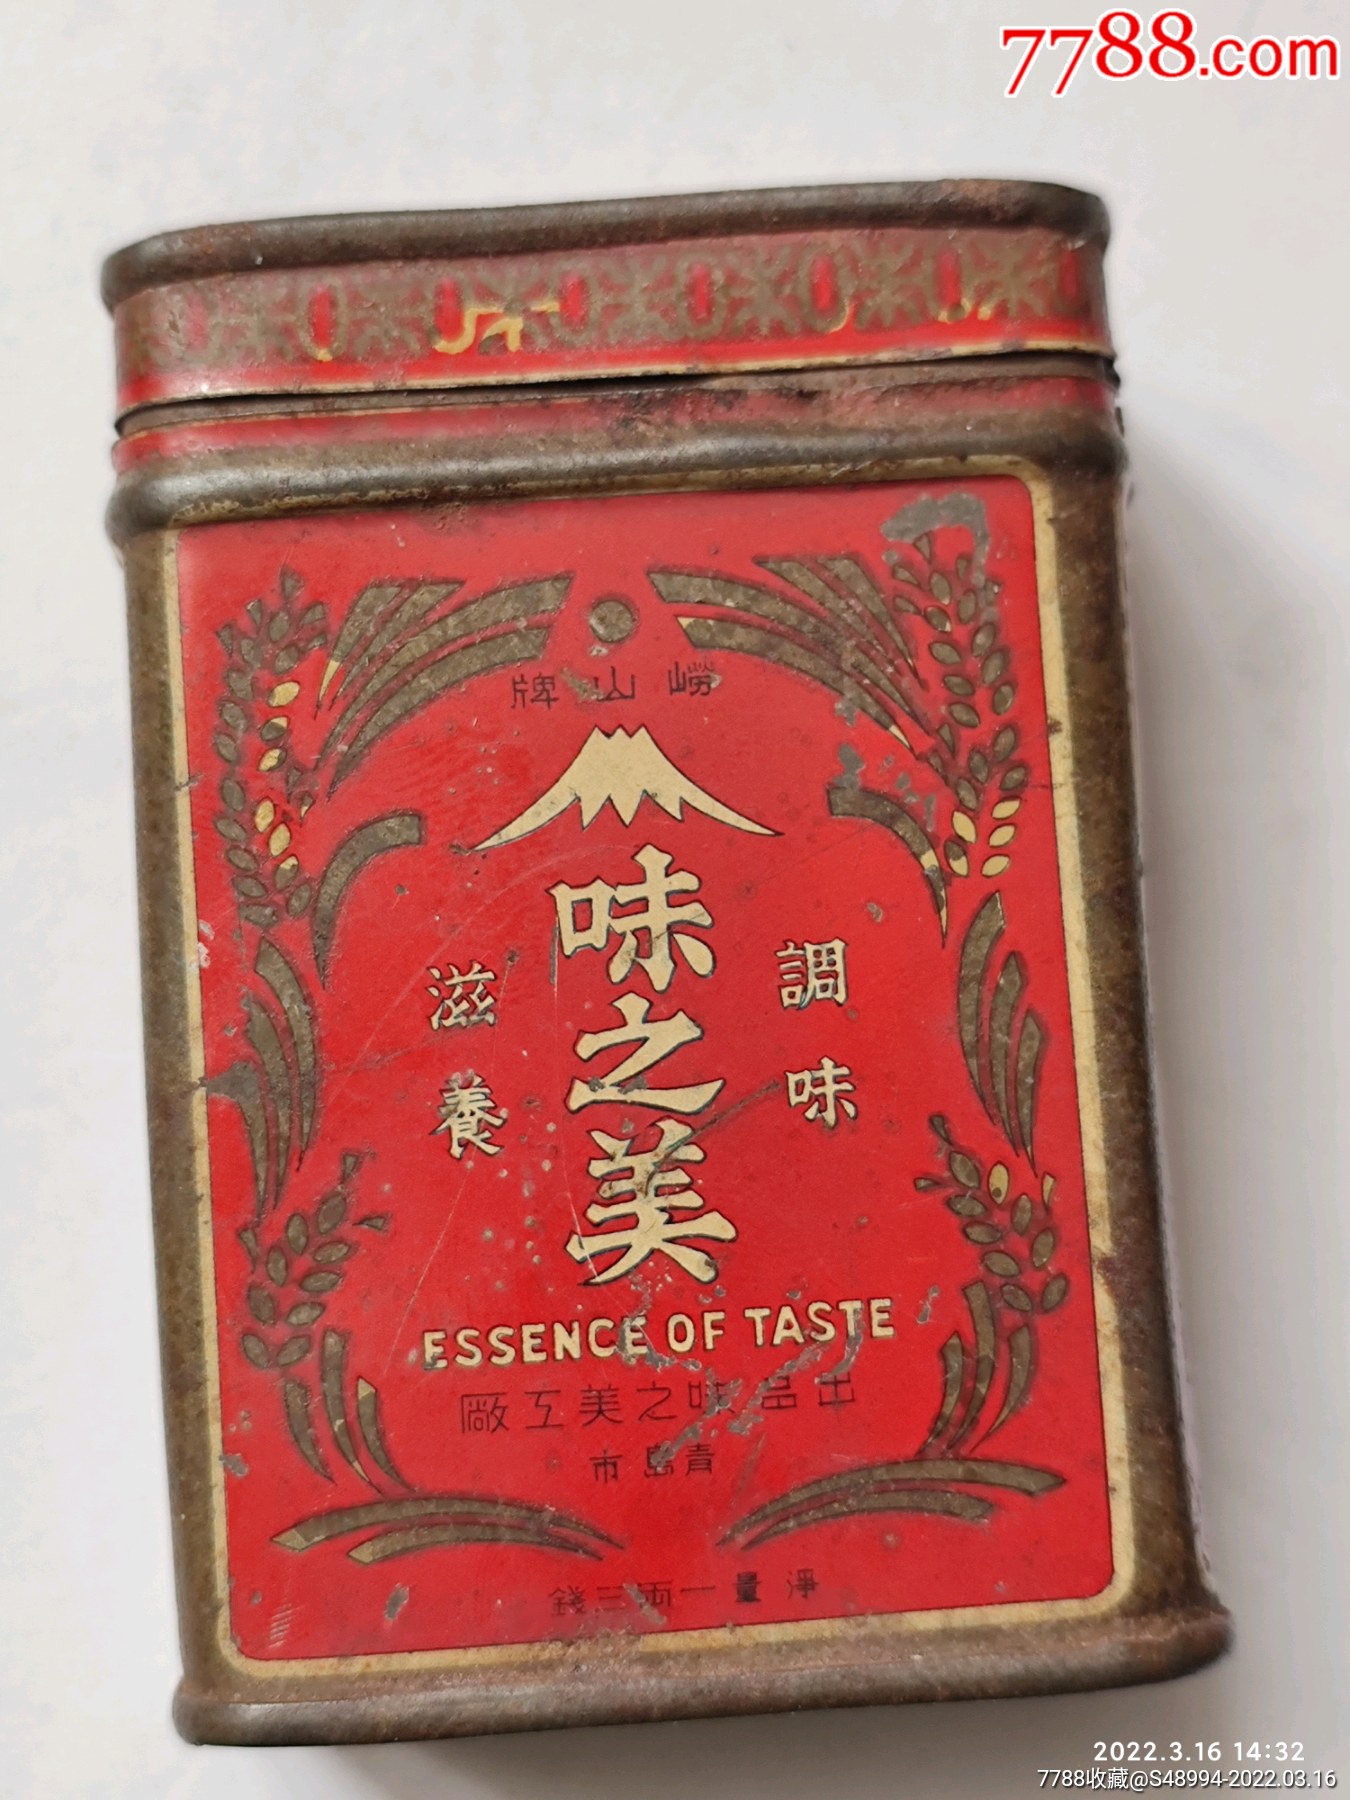 7788.com
嶗山牌
調味
味之美
滋養
ESSENCE OF TASTE
出品味之美工廠
青島市
淨量一両三錢
2022.3.16 14:32
7788收藏@S48994-2022.03.16